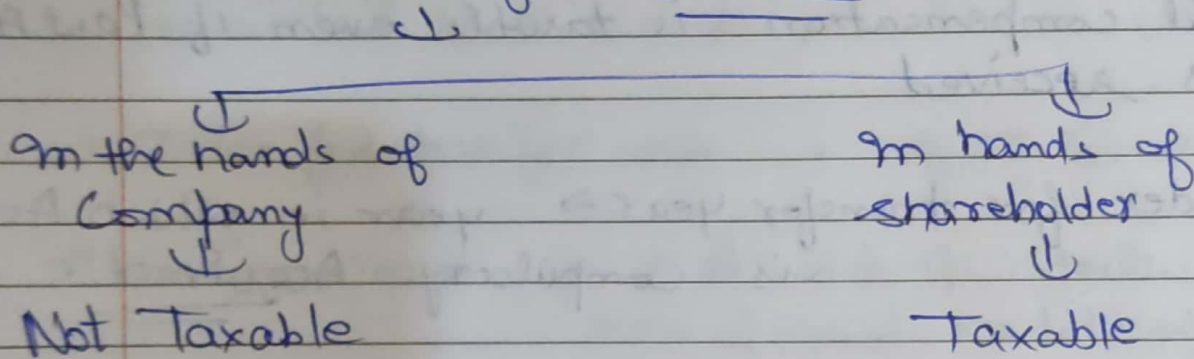 In the hands of
Company
Not Taxable
In hands of
shareholder
Taxable